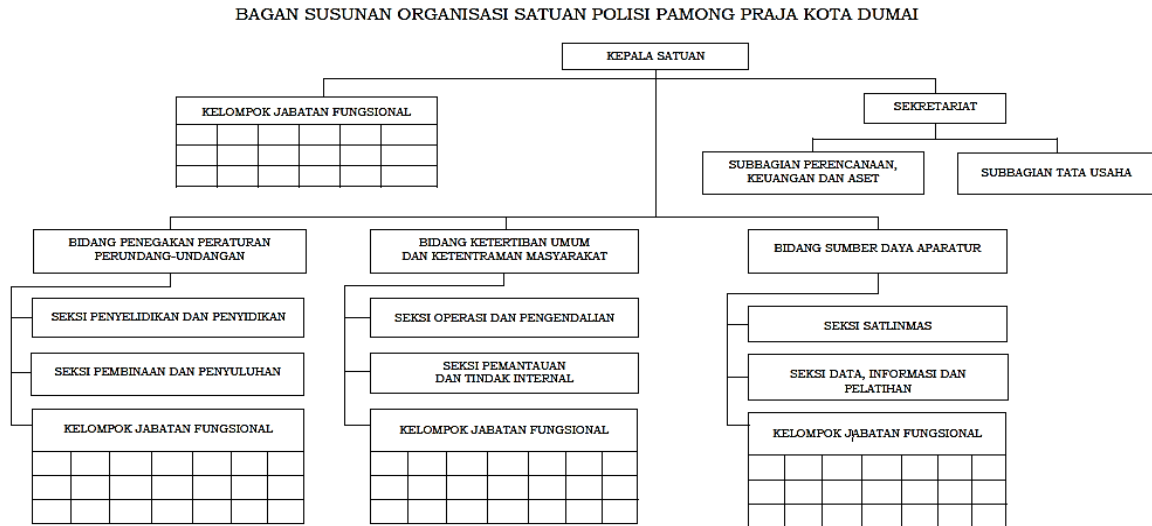 BAGAN SUSUNAN ORGANISASI SATUAN POLISI PAMONG PRAJA KOTA DUMAI
KEPALA SATUAN
KELOMPOK JABATAN FUNGSIONAL
SEKRETARIAT
SUBBAGIAN PERENCANAAN,
KEUANGAN DAN ASET
SUBBAGIAN TATA USAHA
BIDANG PENEGAKAN PERATURAN
PERUNDANG-UNDANGAN
SEKSI PENYELIDIKAN DAN PENYIDIKAN
SEKSI PEMBINAAN DAN PENYULUHAN
KELOMPOK JABATAN FUNGSIONAL
BIDANG KETERTIBAN UMUM
DAN KETENTRAMAN MASYARAKAT
SEKSI OPERASI DAN PENGENDALIAN
SEKSI PEMANTAUAN
DAN TINDAK INTERNAL
KELOMPOK JABATAN FUNGSIONAL
BIDANG SUMBER DAYA APARATUR
SEKSI SATLINMAS
SEKSI DATA, INFORMASI DAN
PELATIHAN
KELOMPOK JABATAN FUNGSIONAL